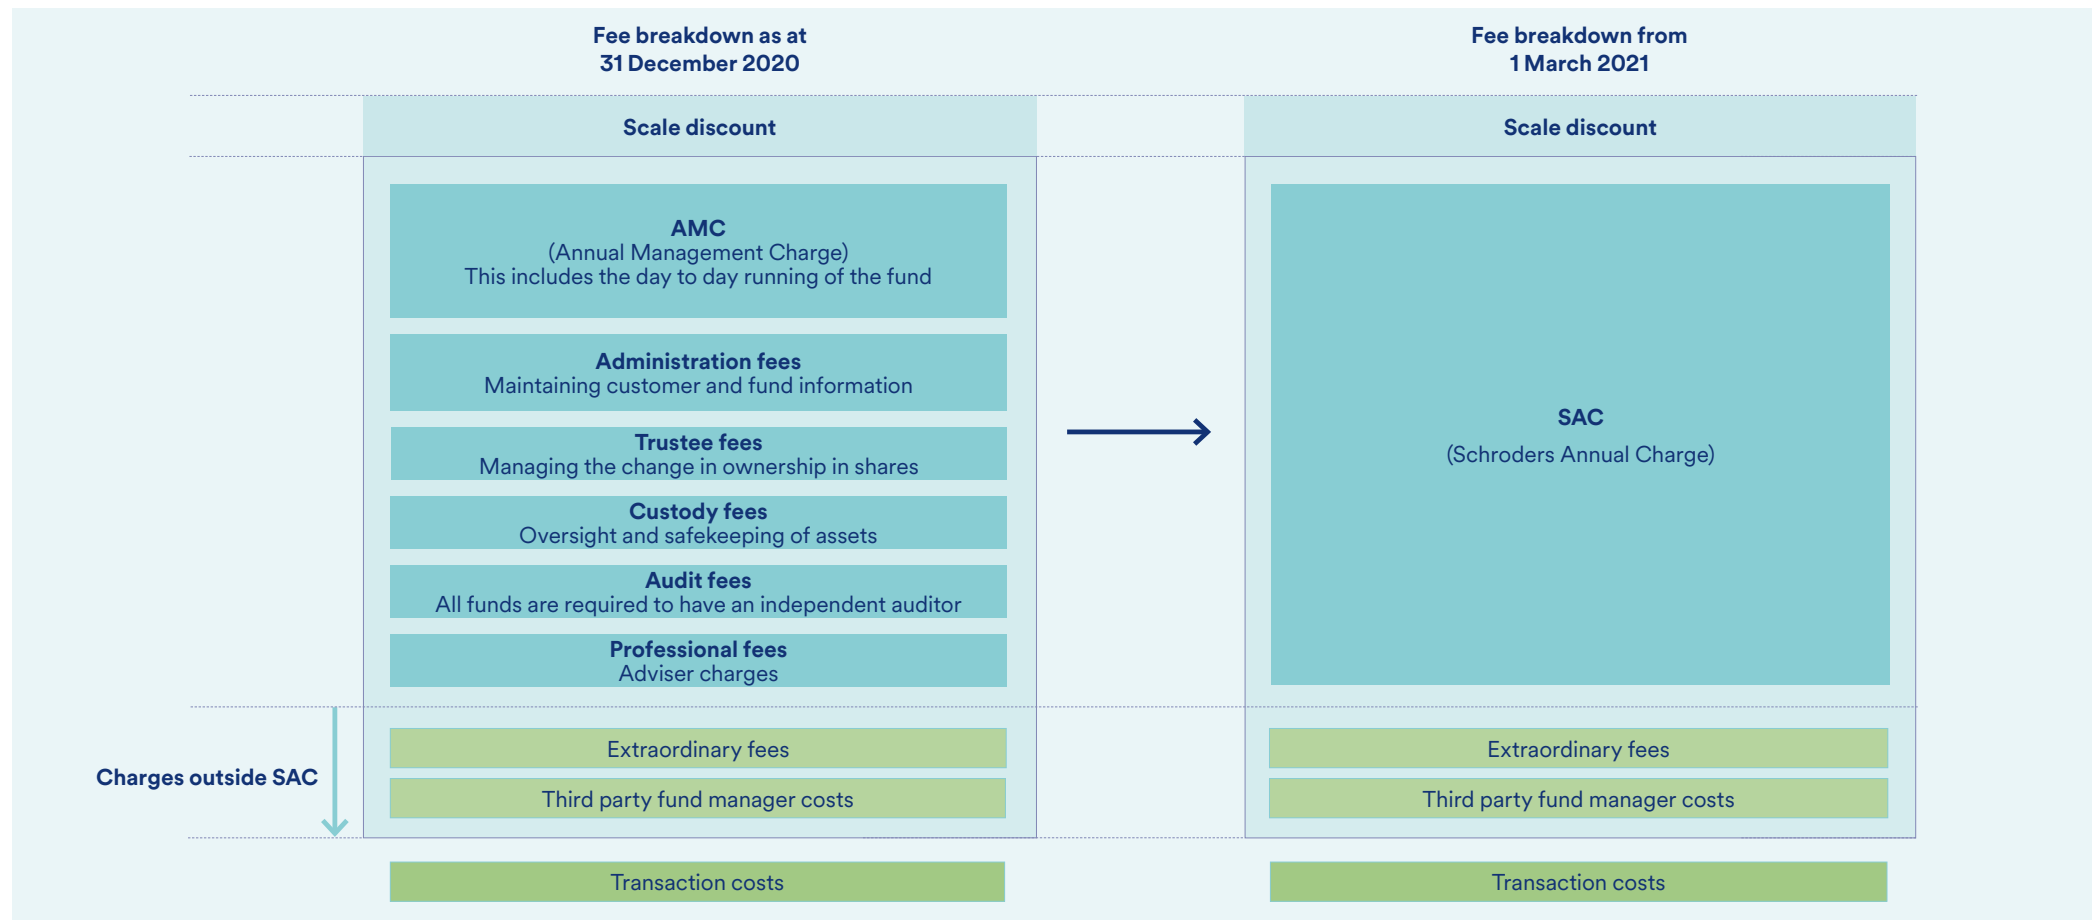 Fee breakdown as at
31 December 2020
Fee breakdown from
1 March 2021
Scale discount
Scale discount
AMC
(Annual Management Charge)
This includes the day to day running of the fund
Administration fees
Maintaining customer and fund information
Trustee fees
Managing the change in ownership in shares
Custody fees
Oversight and safekeeping of assets
Audit fees
All funds are required to have an independent auditor
Professional fees
Adviser charges
SAC
(Schroders Annual Charge)
Charges outside SAC
Extraordinary fees
Third party fund manager costs
Extraordinary fees
Third party fund manager costs
Transaction costs
Transaction costs